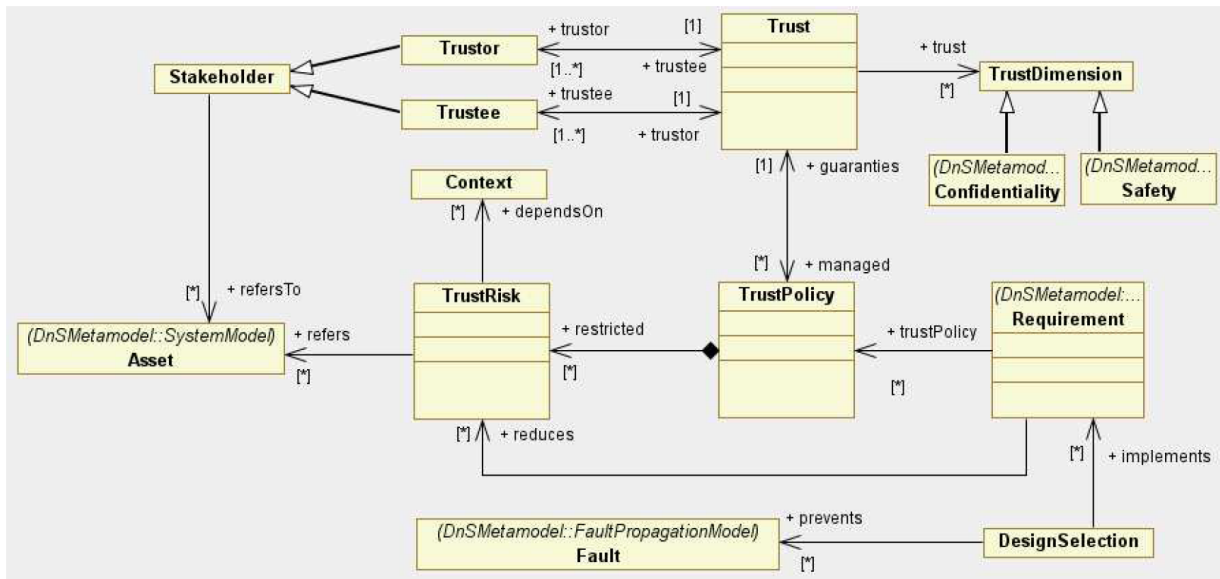 + trustor
[1]
Trust
Trustor
[1..*]
+ trustee
+ trust
[*]
TrustDimension
Stakeholder
+ trustee
[1]
Trustee
[1..*]
+ trustor
[1]
+ guaranties
(DnSMetamod...
Confidentiality
(DnSMetamod...
Safety
Context
[*]
+ dependsOn
[*]
+ managed
[*]
+ refersTo
TrustRisk
TrustPolicy
(DnSMetamodel:...
Requirement
(DnSMetamodel::SystemModel)
Asset
+ refers
[*]
+ restricted
[*]
+ trustPolicy
[*]
[*]
+ reduces
[*]
+ implements
(DnSMetamodel::FaultPropagationModel)
Fault
+ prevents
[*]
DesignSelection